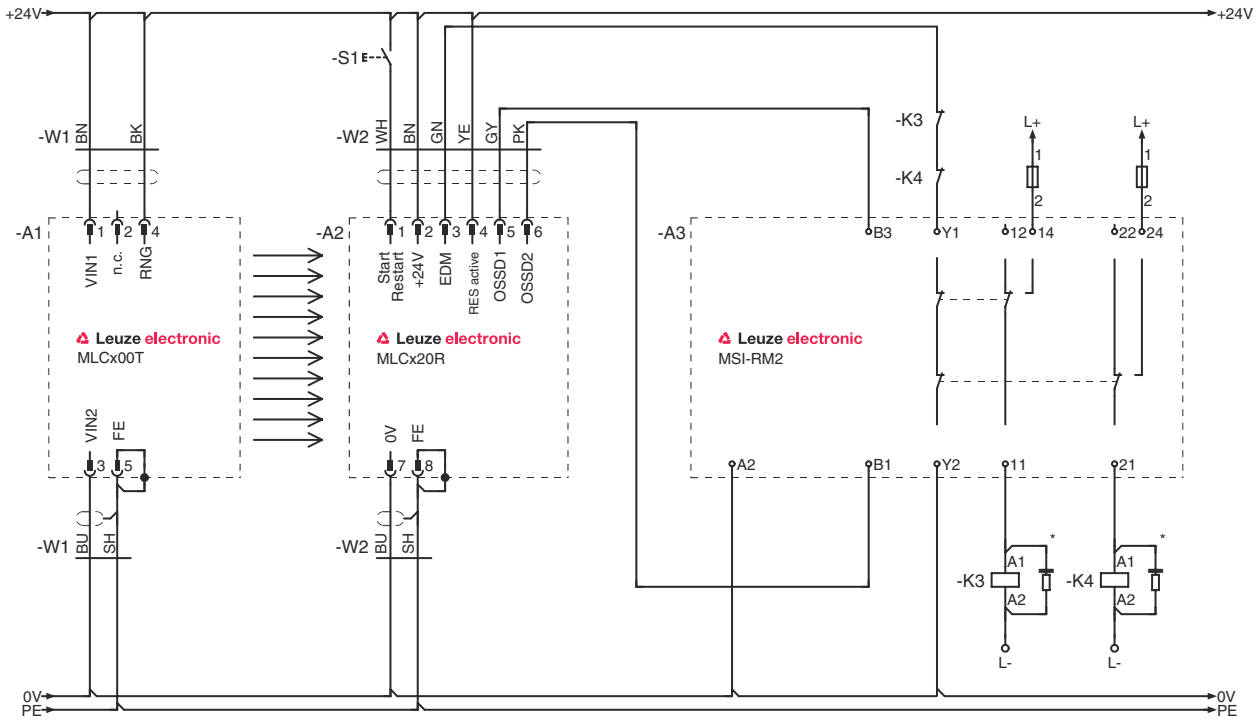 +24V
+24V
-S1
-W1
BN
BK
-W2
WH
BN
GN
YE
GY
PK
-K3
-K4
L+
L+
1
2
1
2
-A1
1
2
4
VIN1
n.c.
RNG
-A2
1
2
3
4
5
6
Start
Restart
+24V
EDM
RES active
OSSD1
OSSD2
-A3
B3
Y1
12
14
22
24
Leuze electronic
MLCx00T
Leuze electronic
MLCx20R
Leuze electronic
MSI-RM2
VIN2
FE
3
5
0V
FE
7
8
A2
B1
Y2
11
21
-W1
BU
SH
-W2
BU
SH
-K3
A1
A2
*
-K4
A1
A2
*
L-
L-
0V
0V
PE
PE